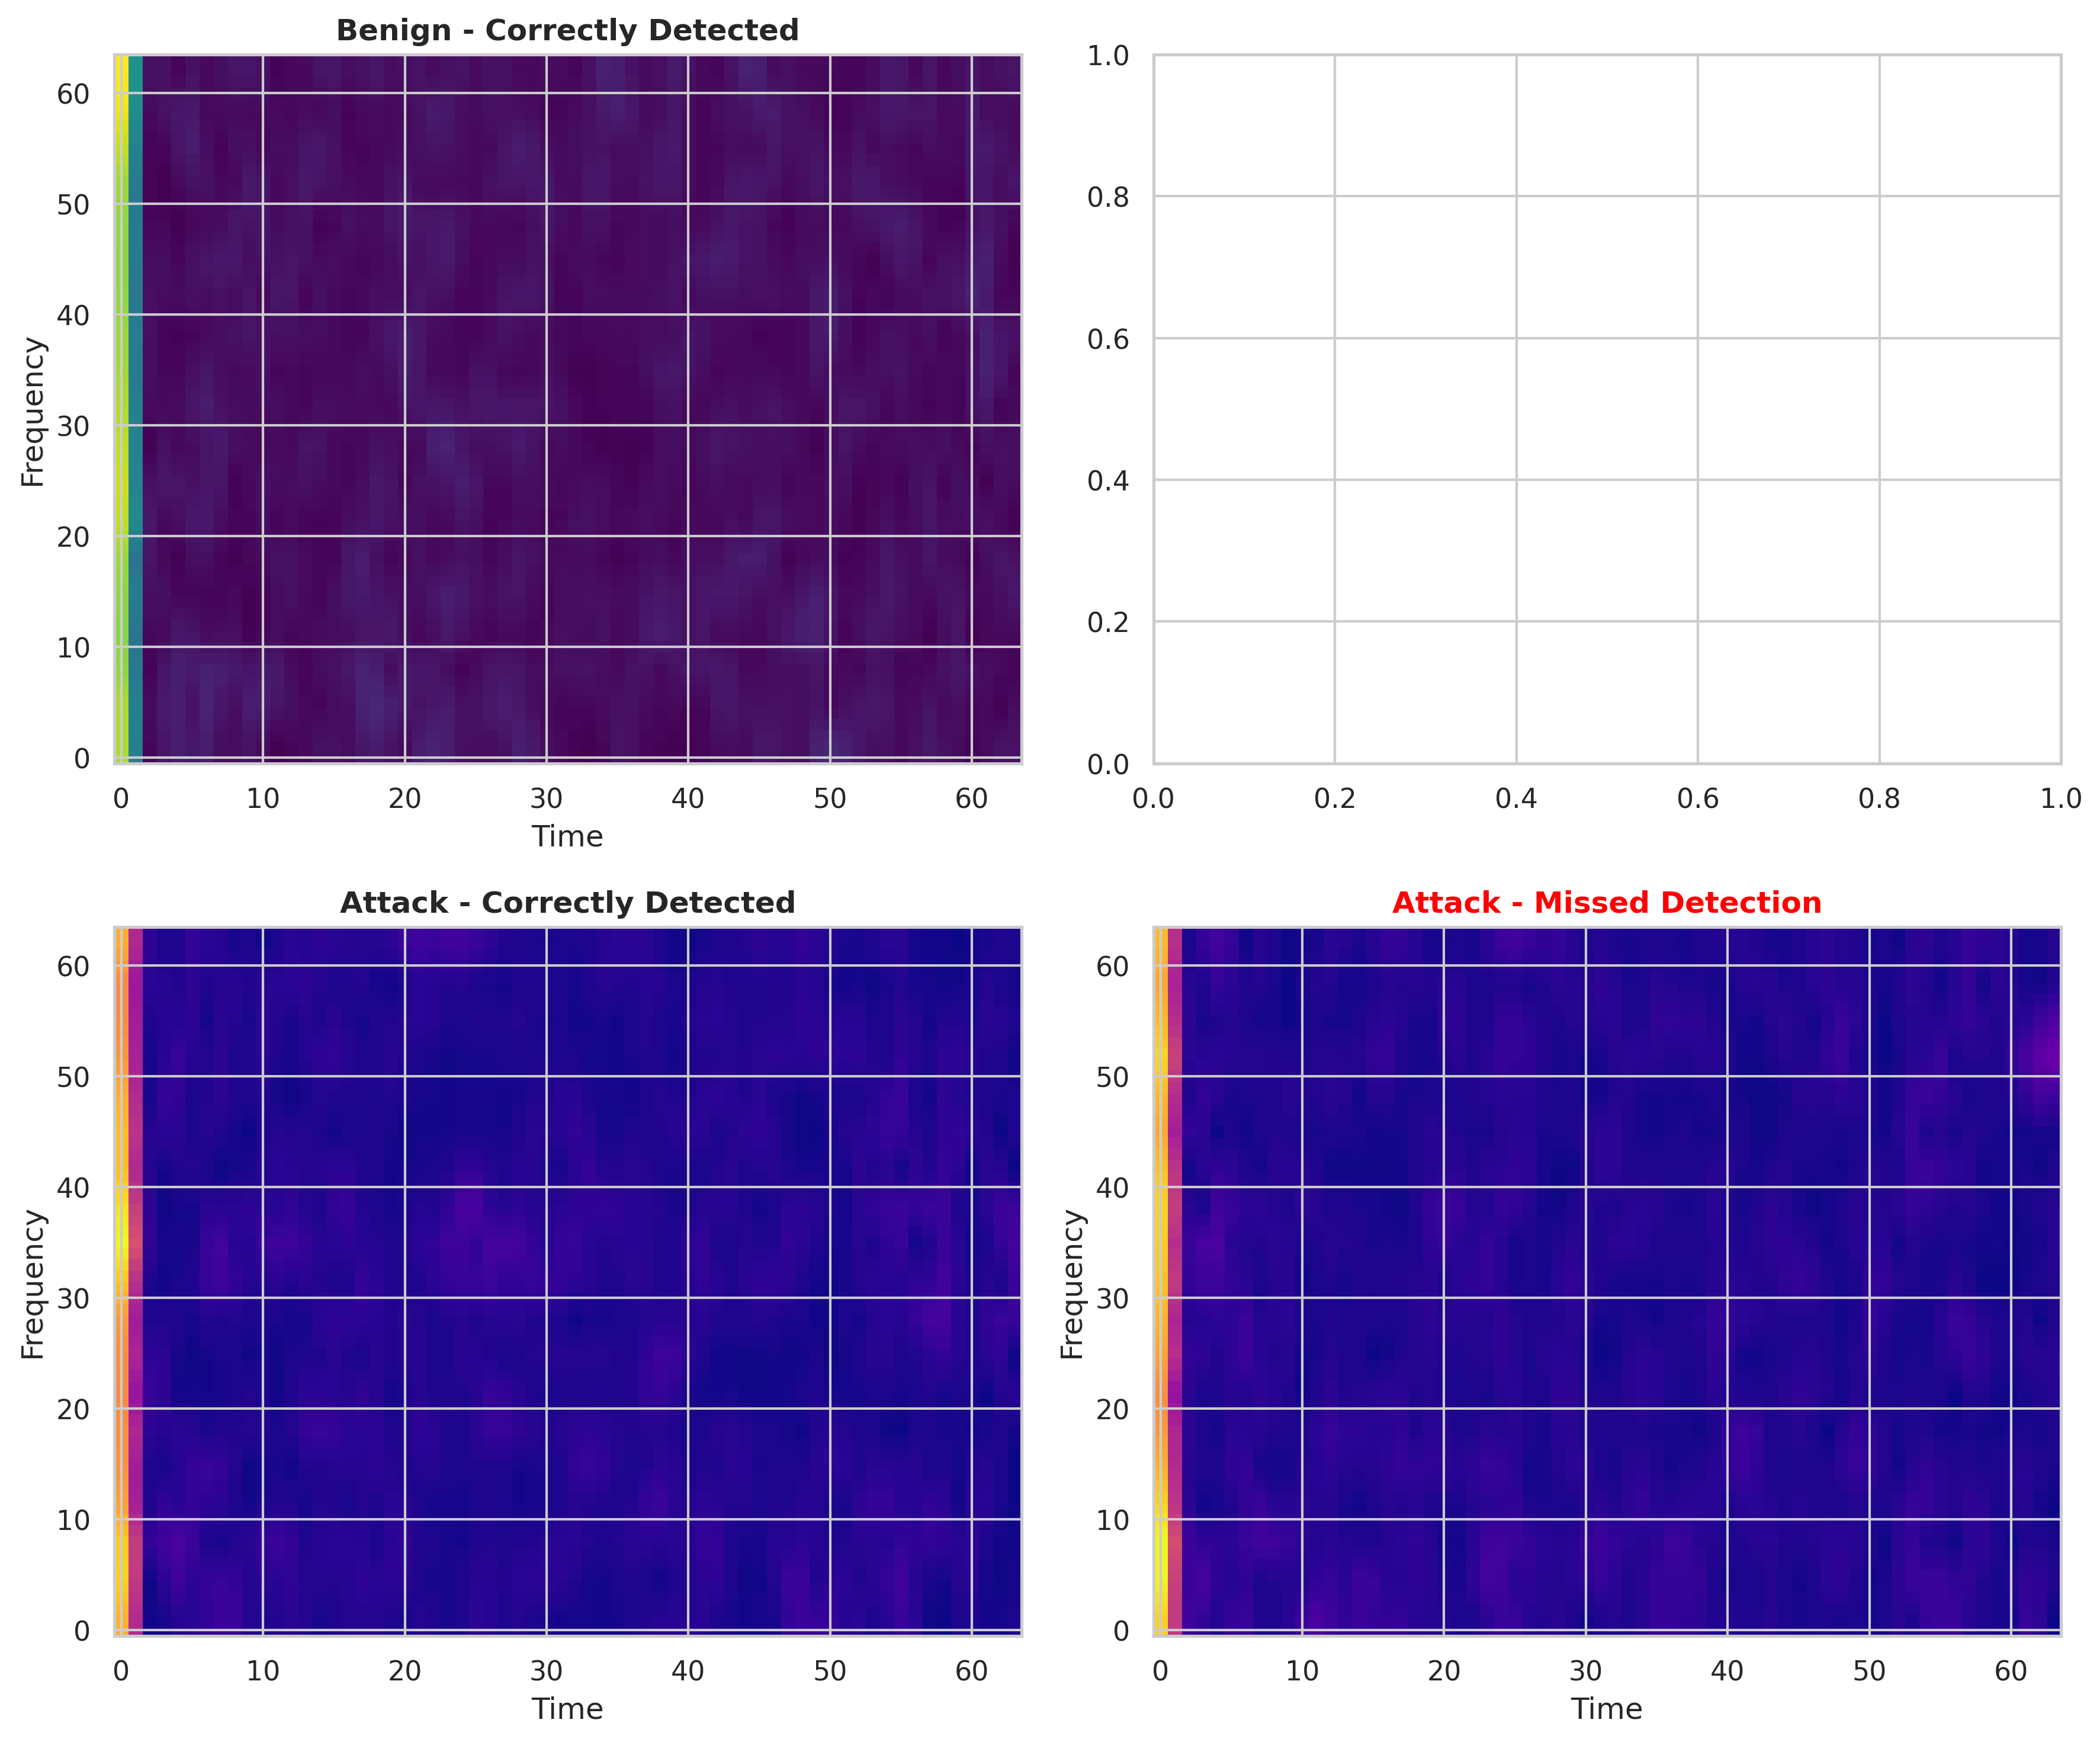 Benign - Correctly Detected
Frequency
60
50
40
30
20
10
0
0 10 20 30 40 50 60
Time
1.0
0.8
0.6
0.4
0.2
0.0
0.0 0.2 0.4 0.6 0.8 1.0
Attack - Correctly Detected
Frequency
60
50
40
30
20
10
0
0 10 20 30 40 50 60
Time
Attack - Missed Detection
Frequency
60
50
40
30
20
10
0
0 10 20 30 40 50 60
Time